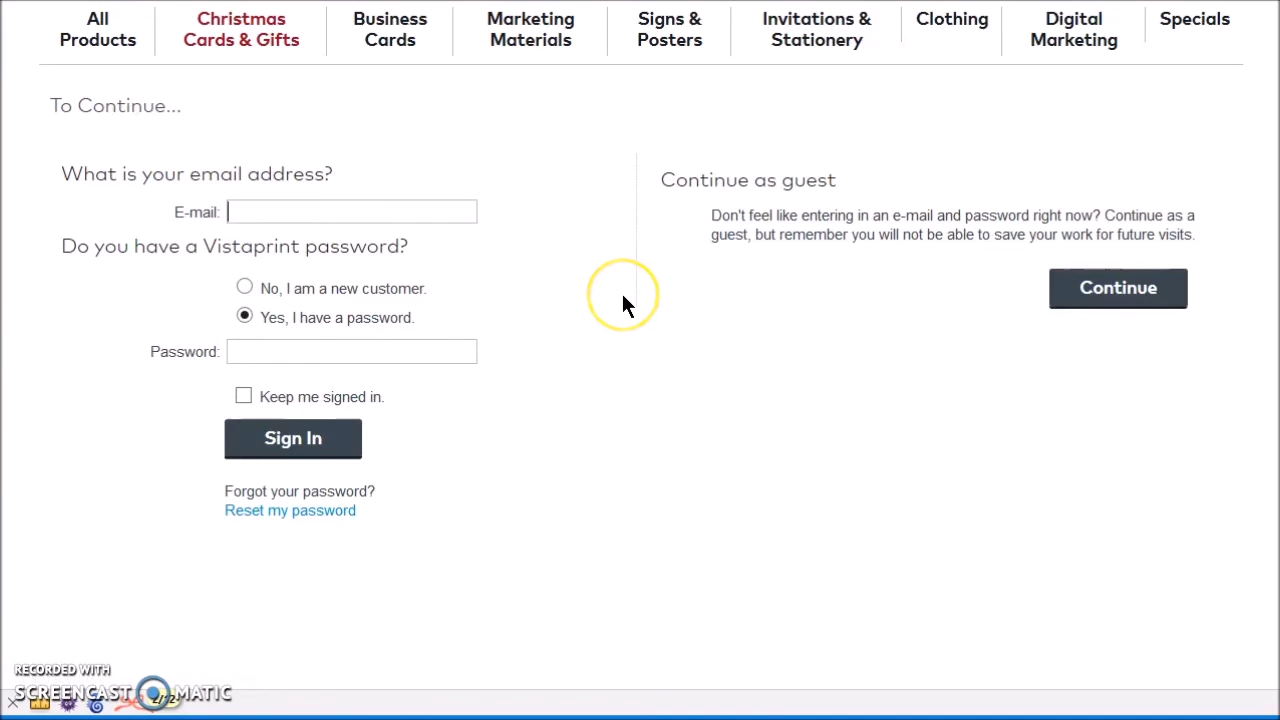 All Products
Christmas Cards & Gifts
Business Cards
Marketing Materials
Signs & Posters
Invitations & Stationery
Clothing
Digital Marketing
Specials
To Continue...
What is your email address?
E-mail:
Do you have a Vistaprint password?
No, I am a new customer.
Yes, I have a password.
Password:
Keep me signed in.
Sign In
Forgot your password?
Reset my password
Continue as guest
Don't feel like entering in an e-mail and password right now? Continue as a
guest, but remember you will not be able to save your work for future visits.
Continue
RECORDED WITH
SCREENCAST MATIC